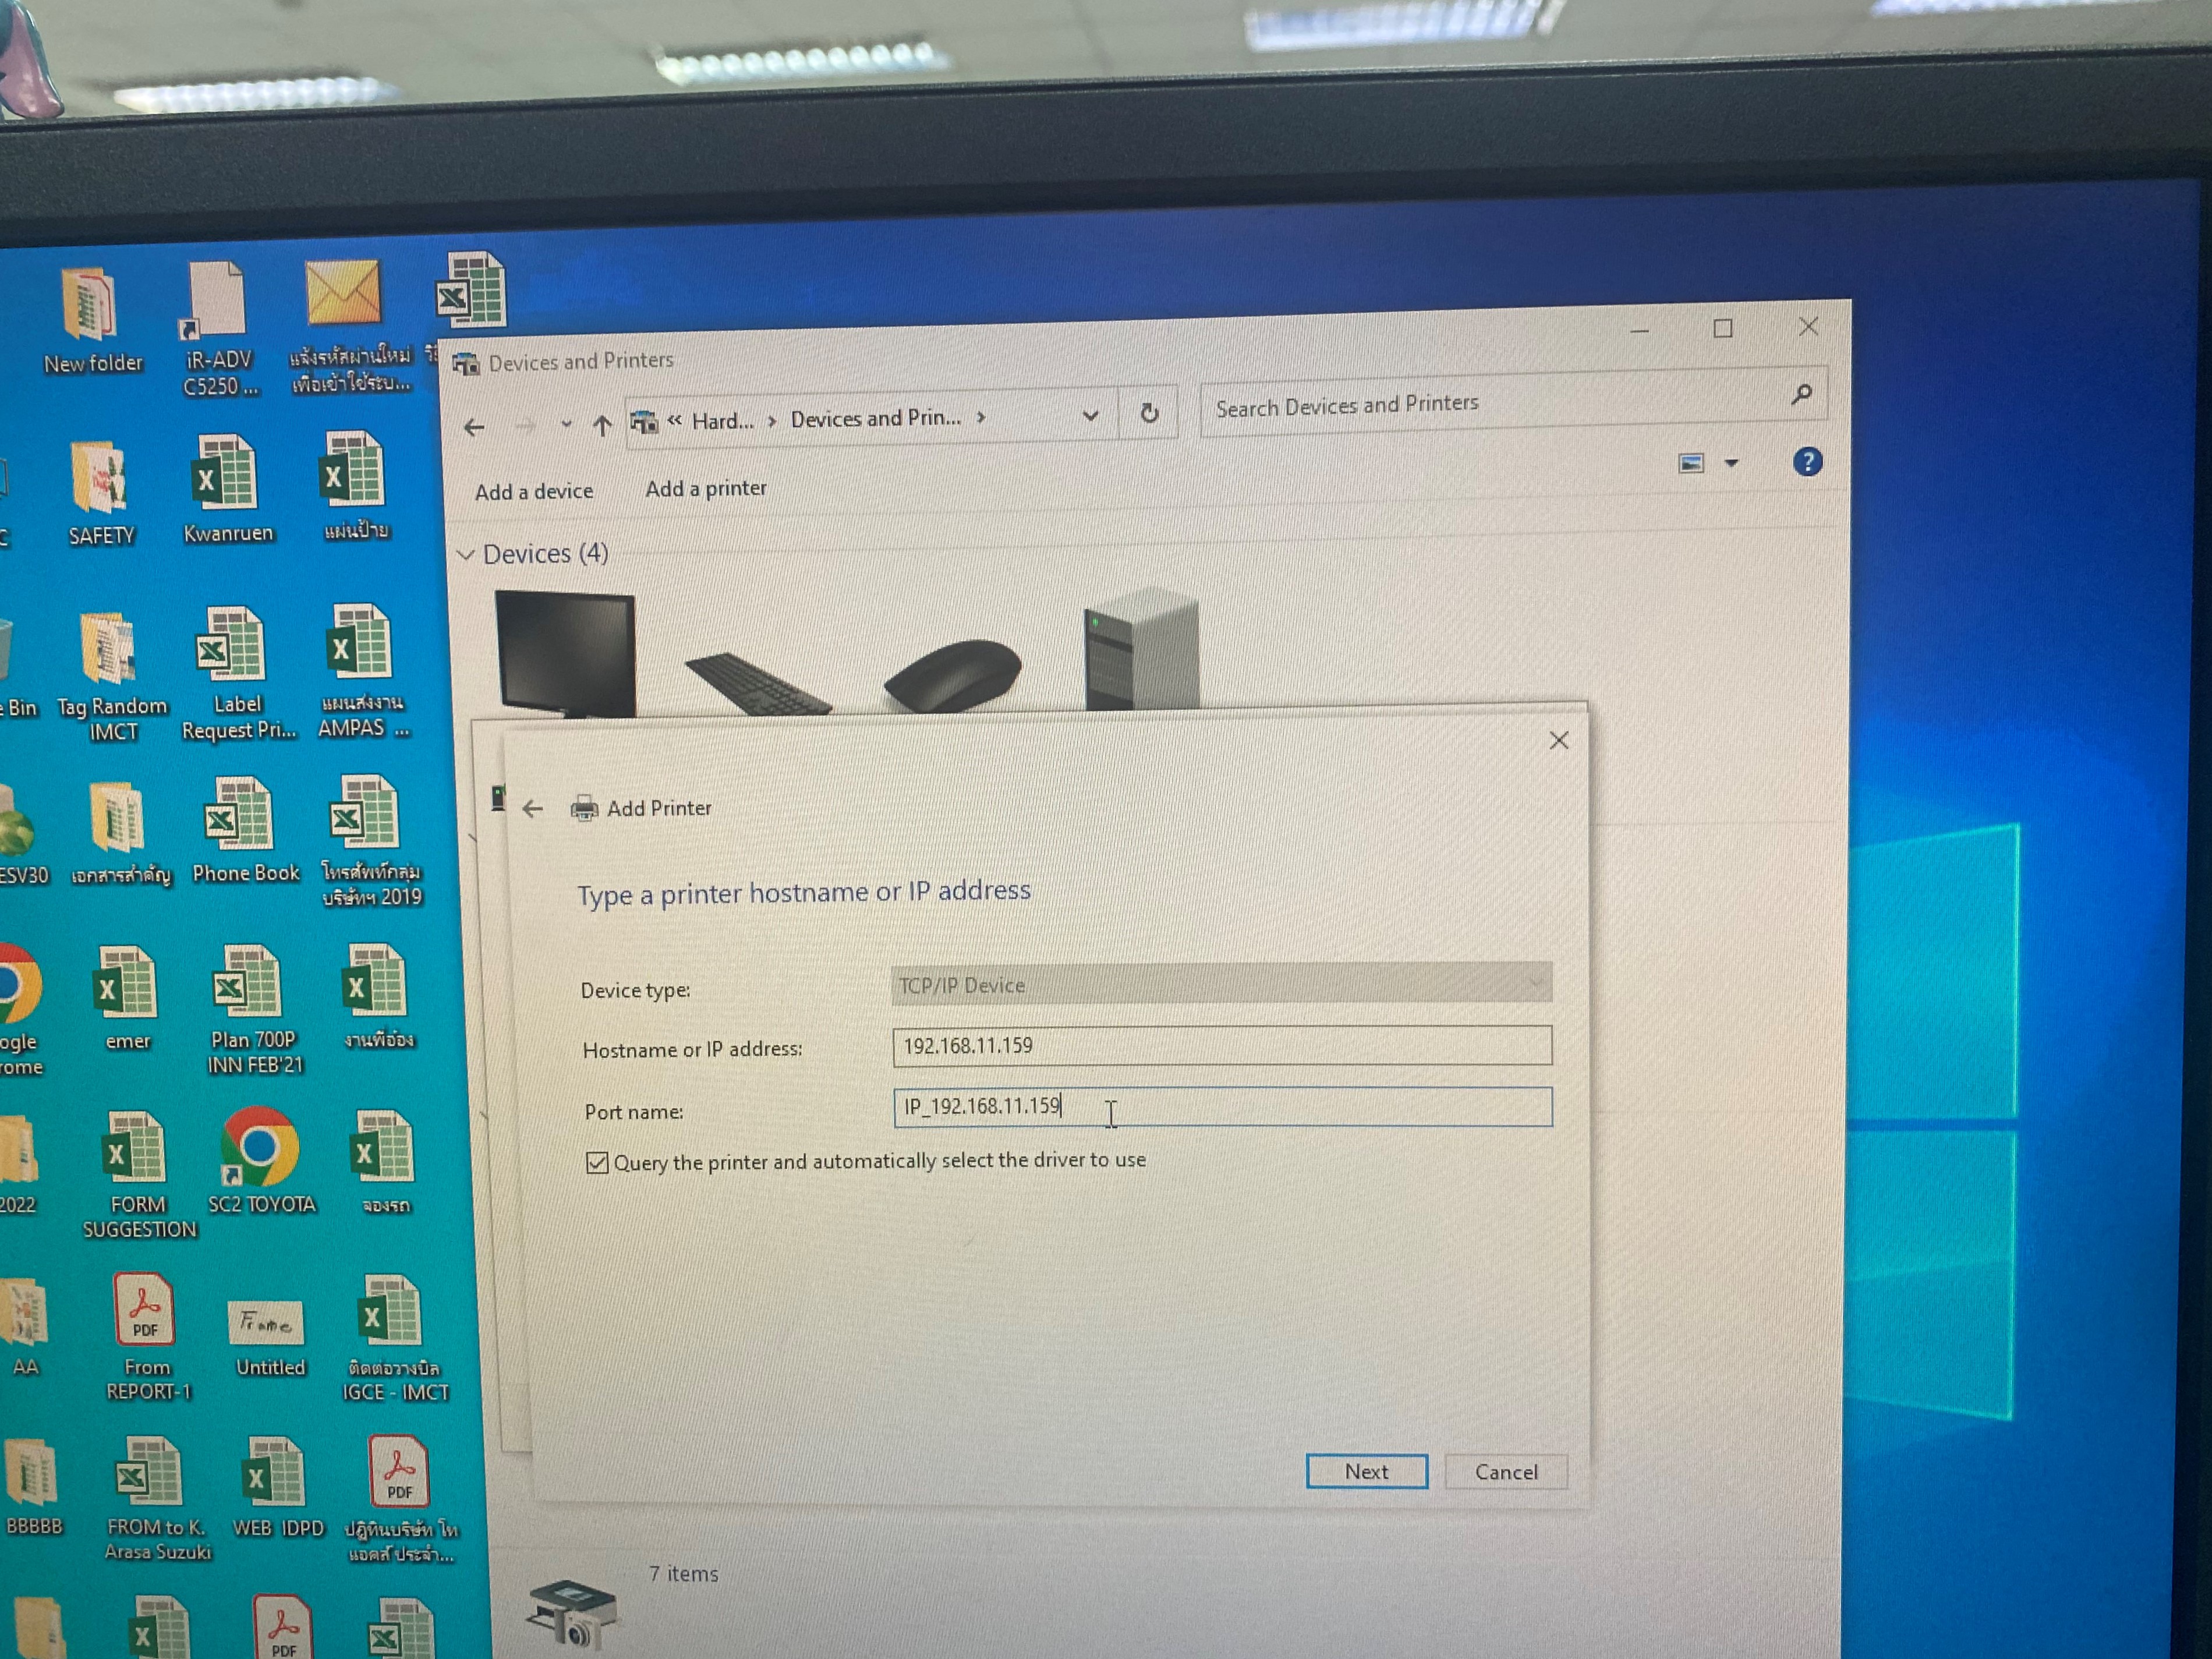 New folder
iR-ADV
C5250 ...
แจ้งรหัสผ่านใหม่
เพื่อเข้าใช้ระบ...
Devices and Printers
« Hard... › Devices and Prin... ›
Search Devices and Printers
Add a device
Add a printer
Devices (4)
SAFETY
Kwanruen
แผ่นป้าย
e Bin
Tag Random
IMCT
Label
Request Pri...
แผนส่งงาน
AMPAS ...
ESV30
เอกสารสำคัญ
Phone Book
โทรศัพท์กลุ่ม
บริษัทฯ 2019
Add Printer
Type a printer hostname or IP address
Device type:
TCP/IP Device
Hostname or IP address:
192.168.11.159
Port name:
IP_192.168.11.159
Query the printer and automatically select the driver to use
Next
Cancel
ogle
rome
emer
Plan 700P
INN FEB'21
งานพี่อ๋อง
2022
FORM
SUGGESTION
SC2 TOYOTA
จองรถ
AA
PDF
From
REPORT-1
Frame
Untitled
ติดต่อวางบิล
IGCE - IMCT
BBBBB
FROM to K.
Arasa Suzuki
WEB IDPD
PDF
ปฏิทินบริษัท โท
แอคส์ ประจำ...
7 items
PDF